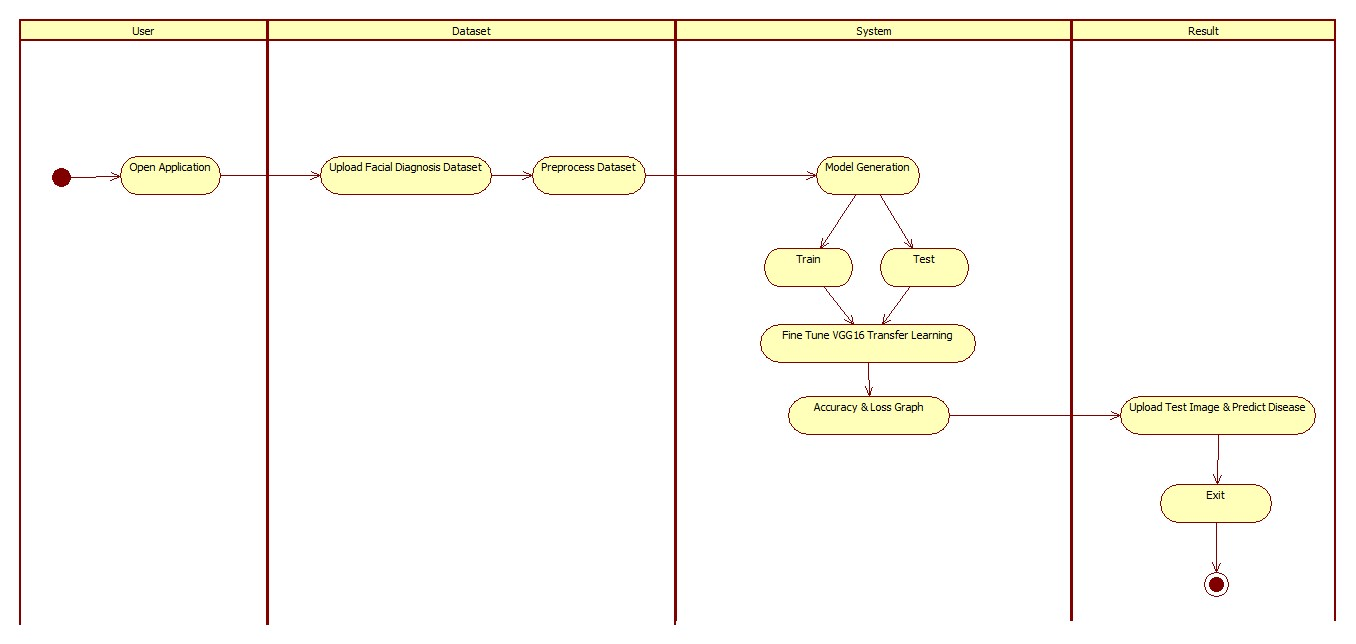 User
Dataset
System
Result
Open Application
Upload Facial Diagnosis Dataset
Preprocess Dataset
Model Generation
Train
Test
Fine Tune VGG16 Transfer Learning
Accuracy & Loss Graph
Upload Test Image & Predict Disease
Exit